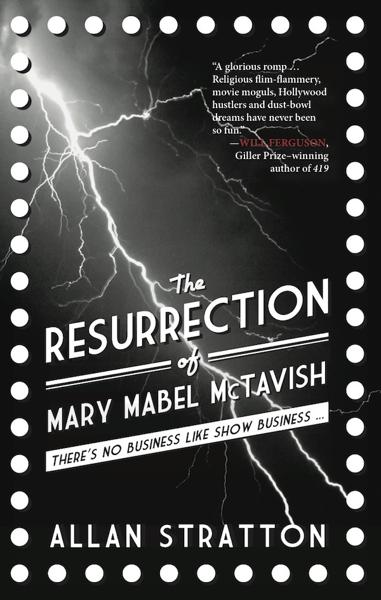 “A glorious romp …
Religious flim-flammery,
movie moguls, Hollywood
hustlers and dust-bowl
dreams have never been
so fun.”
—WILL FERGUSON,
Giller Prize–winning
author of 419
The
RESURRECTION
of
MARY MABEL McTAVISH
THERE'S NO BUSINESS LIKE SHOW BUSINESS ...
ALLAN STRATTON